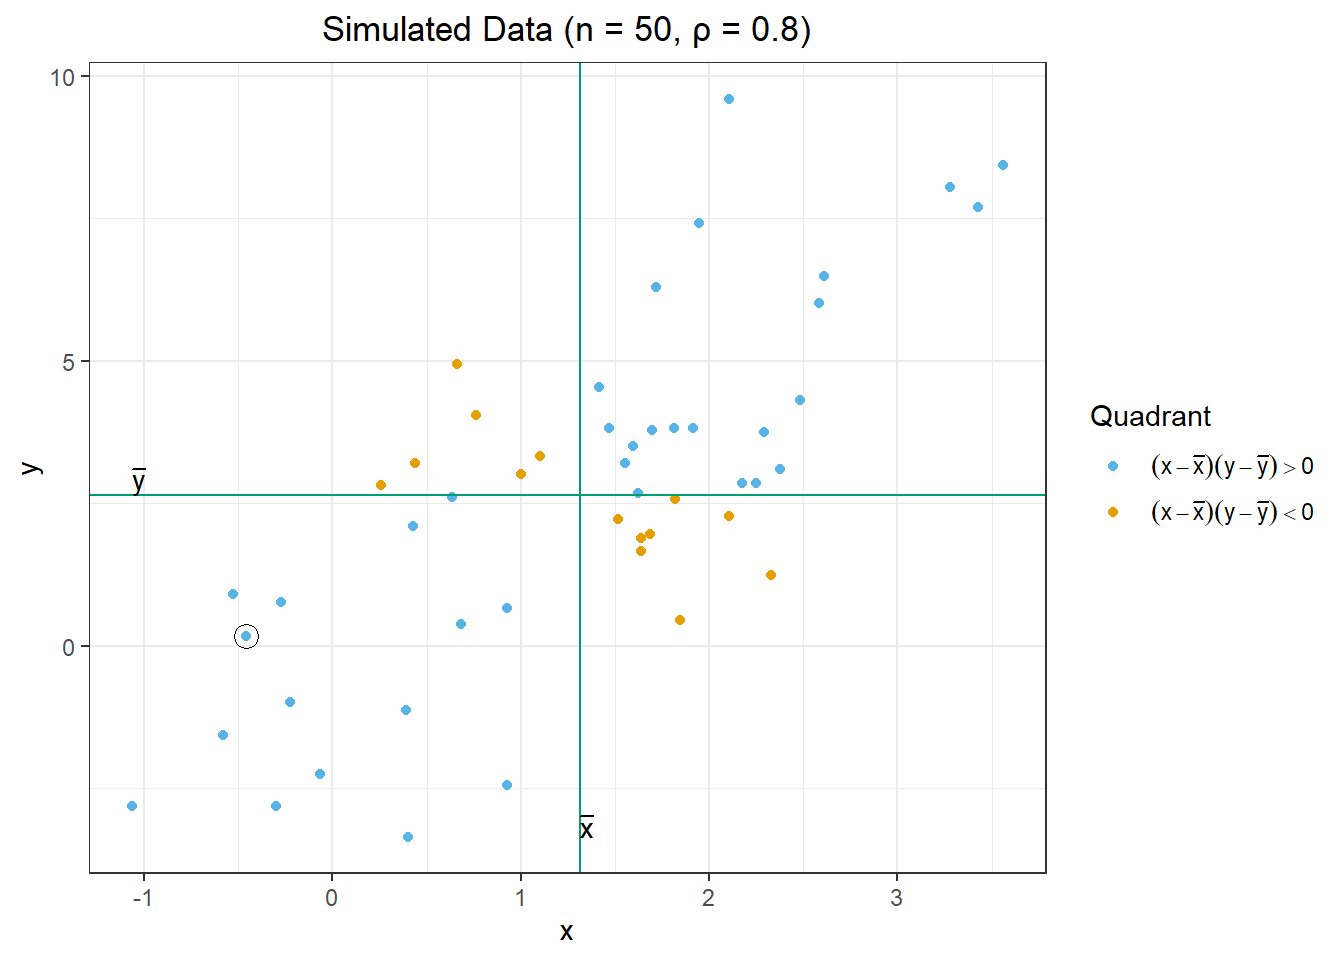 Simulated Data (n = 50, ρ = 0.8)
10
5
0
y
y̅
x̅
-1 0 1 2 3
x
Quadrant
(x − x̅)(y − y̅) > 0
(x − x̅)(y − y̅) < 0